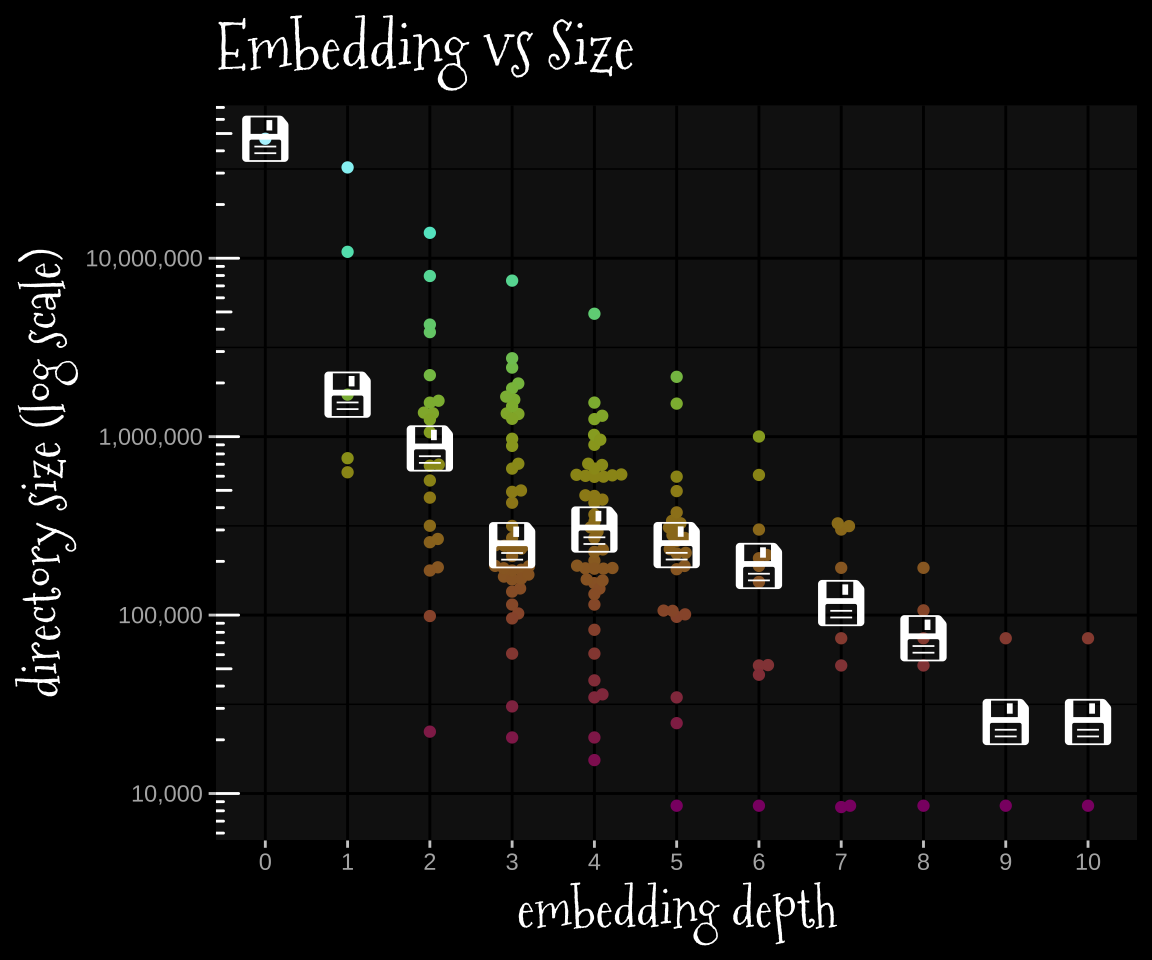 Embedding vs Size
directory size (log scale)
10,000,000
1,000,000
100,000
10,000
0 1 2 3 4 5 6 7 8 9 10
embedding depth